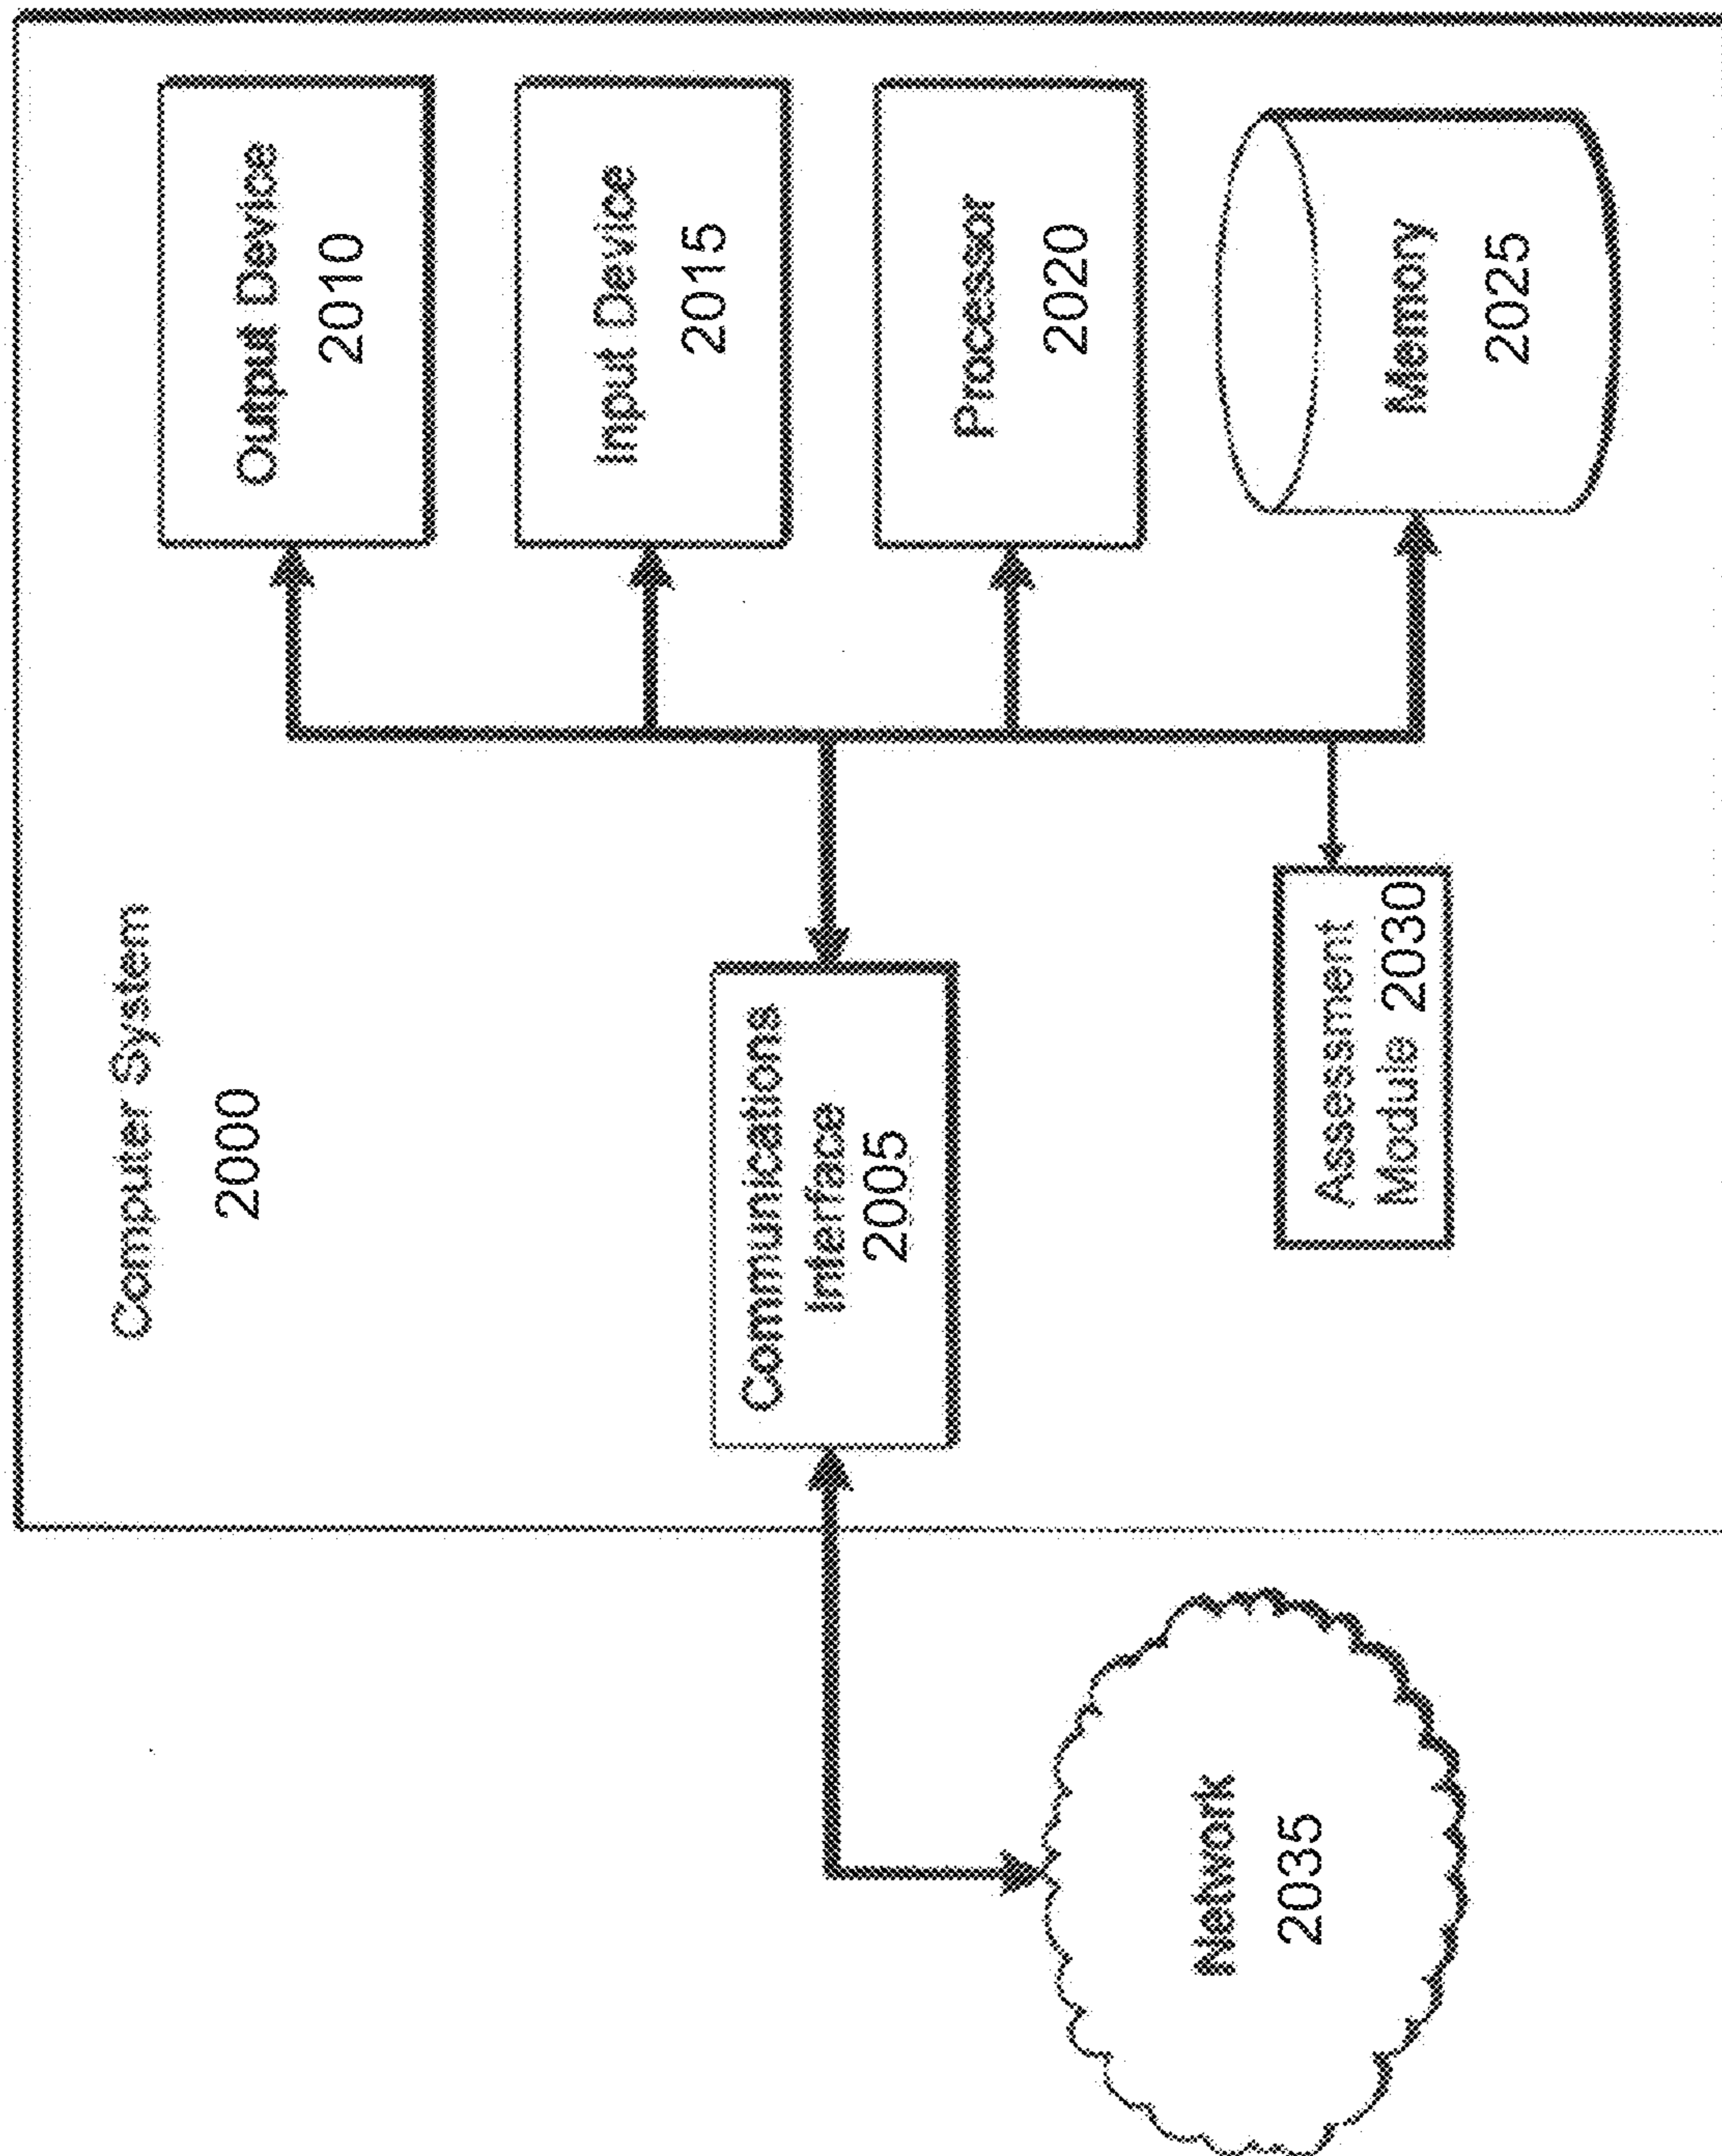 Computer System
2000
Output Device
2010
Input Device
2015
Communications
Interface
2005
Processor
2020
Assessment
Module 2030
Memory
2025
Network
2035